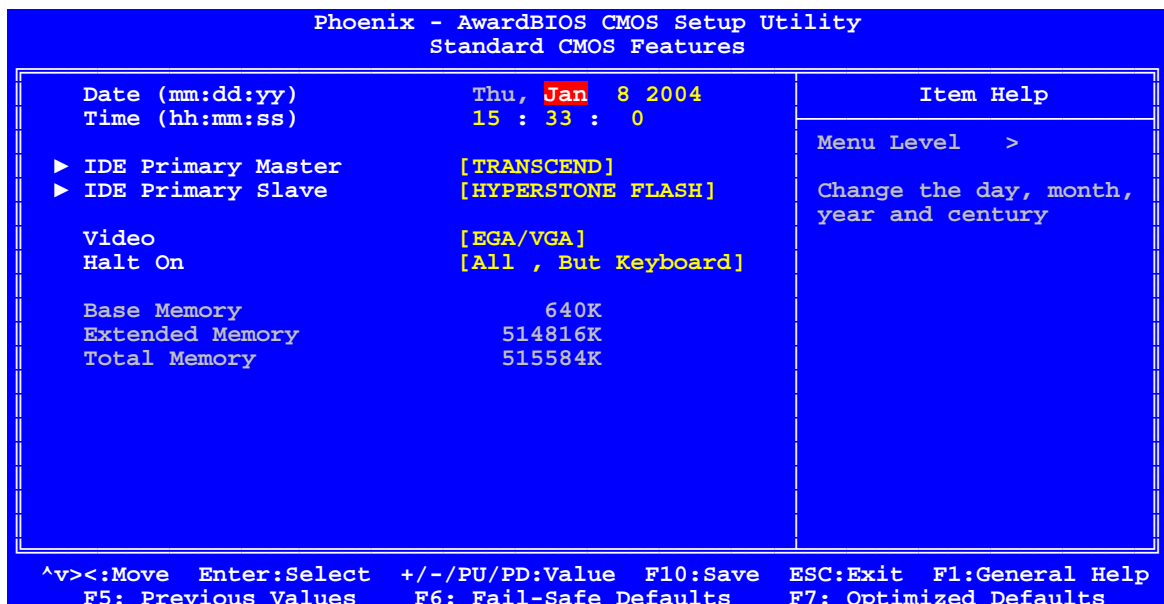 Phoenix - AwardBIOS CMOS Setup Utility
Standard CMOS Features
Date (mm:dd:yy) Thu, Jan 8 2004
Time (hh:mm:ss) 15 : 33 : 0
► IDE Primary Master [TRANSCEND]
► IDE Primary Slave [HYPERSTONE FLASH]
Video [EGA/VGA]
Halt On [All , But Keyboard]
Base Memory 640K
Extended Memory 514816K
Total Memory 515584K
Item Help
Menu Level >
Change the day, month,
year and century
^v><:Move Enter:Select +/-/PU/PD:Value F10:Save ESC:Exit F1:General Help
F5: Previous Values F6: Fail-Safe Defaults F7: Optimized Defaults